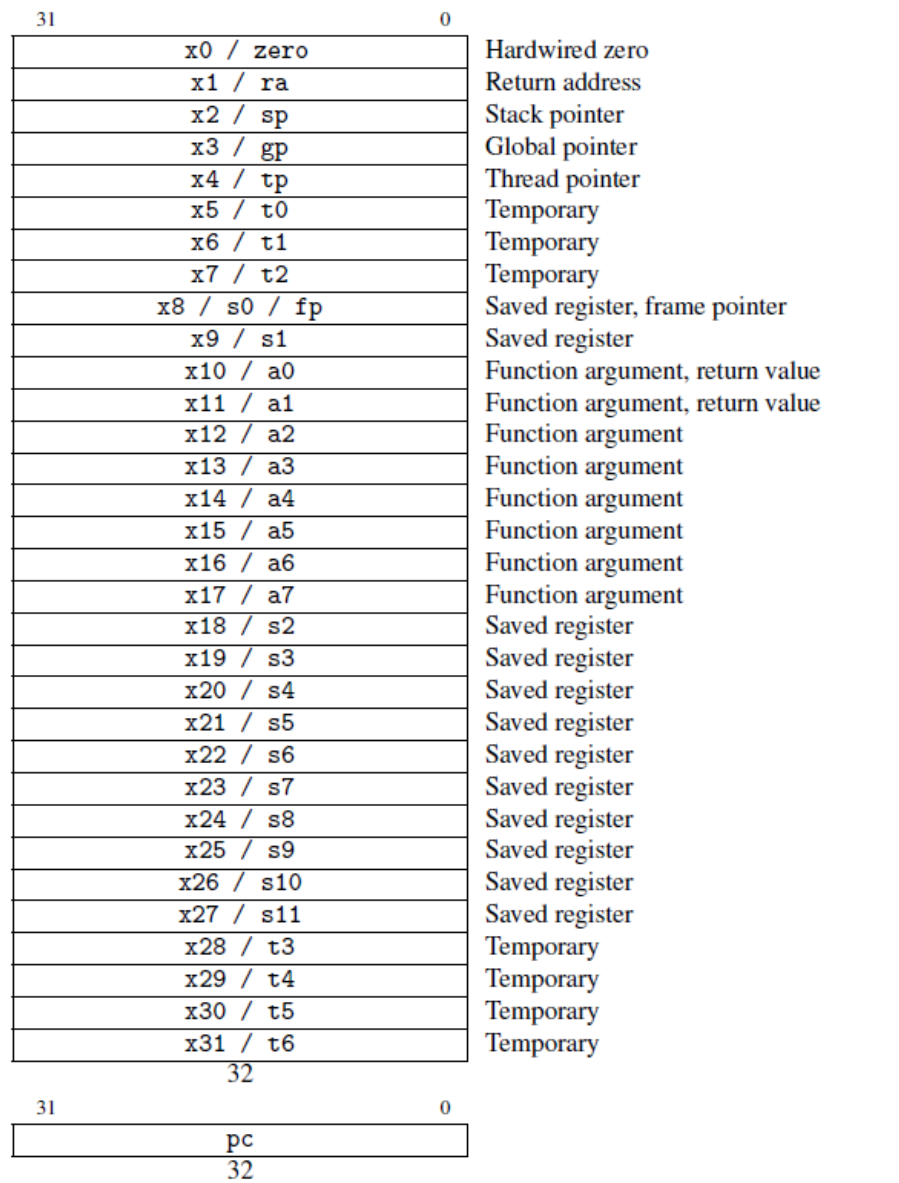 31 0
x0 / zero Hardwired zero
x1 / ra Return address
x2 / sp Stack pointer
x3 / gp Global pointer
x4 / tp Thread pointer
x5 / t0 Temporary
x6 / t1 Temporary
x7 / t2 Temporary
x8 / s0 / fp Saved register, frame pointer
x9 / s1 Saved register
x10 / a0 Function argument, return value
x11 / a1 Function argument, return value
x12 / a2 Function argument
x13 / a3 Function argument
x14 / a4 Function argument
x15 / a5 Function argument
x16 / a6 Function argument
x17 / a7 Function argument
x18 / s2 Saved register
x19 / s3 Saved register
x20 / s4 Saved register
x21 / s5 Saved register
x22 / s6 Saved register
x23 / s7 Saved register
x24 / s8 Saved register
x25 / s9 Saved register
x26 / s10 Saved register
x27 / s11 Saved register
x28 / t3 Temporary
x29 / t4 Temporary
x30 / t5 Temporary
x31 / t6 Temporary
32
31 0
pc
32